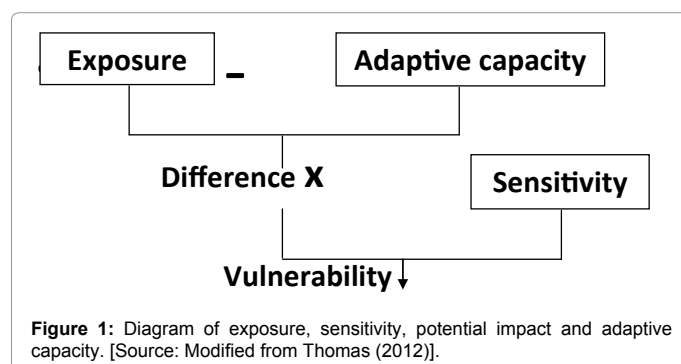 Exposure – Adaptive capacity
Difference X Sensitivity
Vulnerability
Figure 1: Diagram of exposure, sensitivity, potential impact and adaptive
capacity. [Source: Modified from Thomas (2012)].